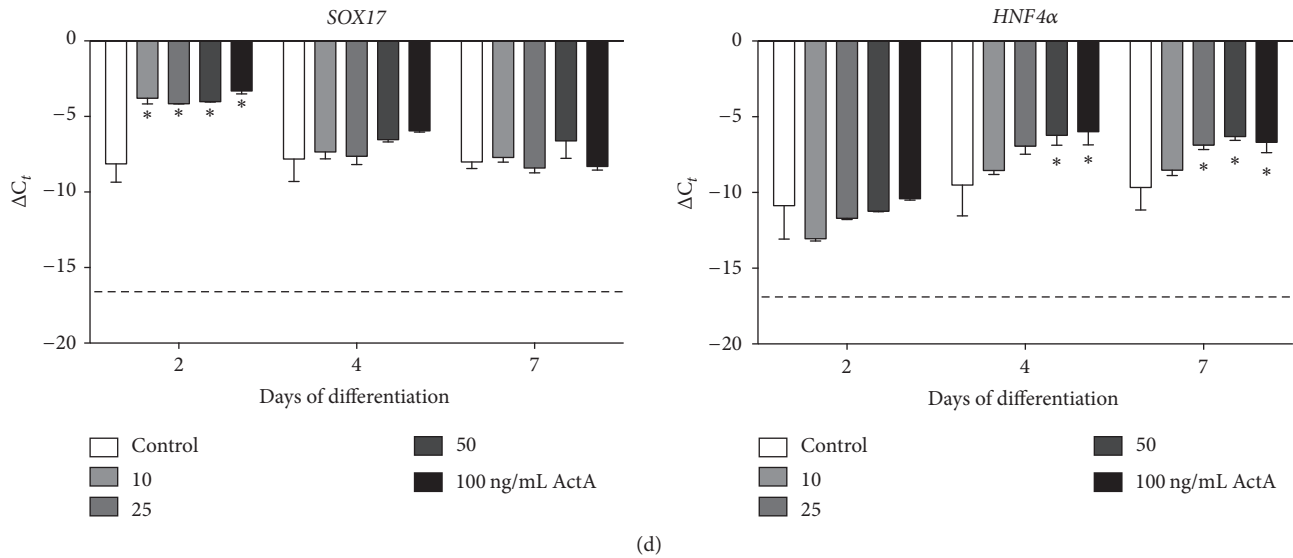 SOX17
0
−5
−10
−15
−20
ΔCt
* * * *
2 4 7
Days of differentiation
Control
10
25
50
100 ng/mL ActA
HNF4α
0
−5
−10
−15
−20
ΔCt
* * * * *
2 4 7
Days of differentiation
Control
10
25
50
100 ng/mL ActA
(d)